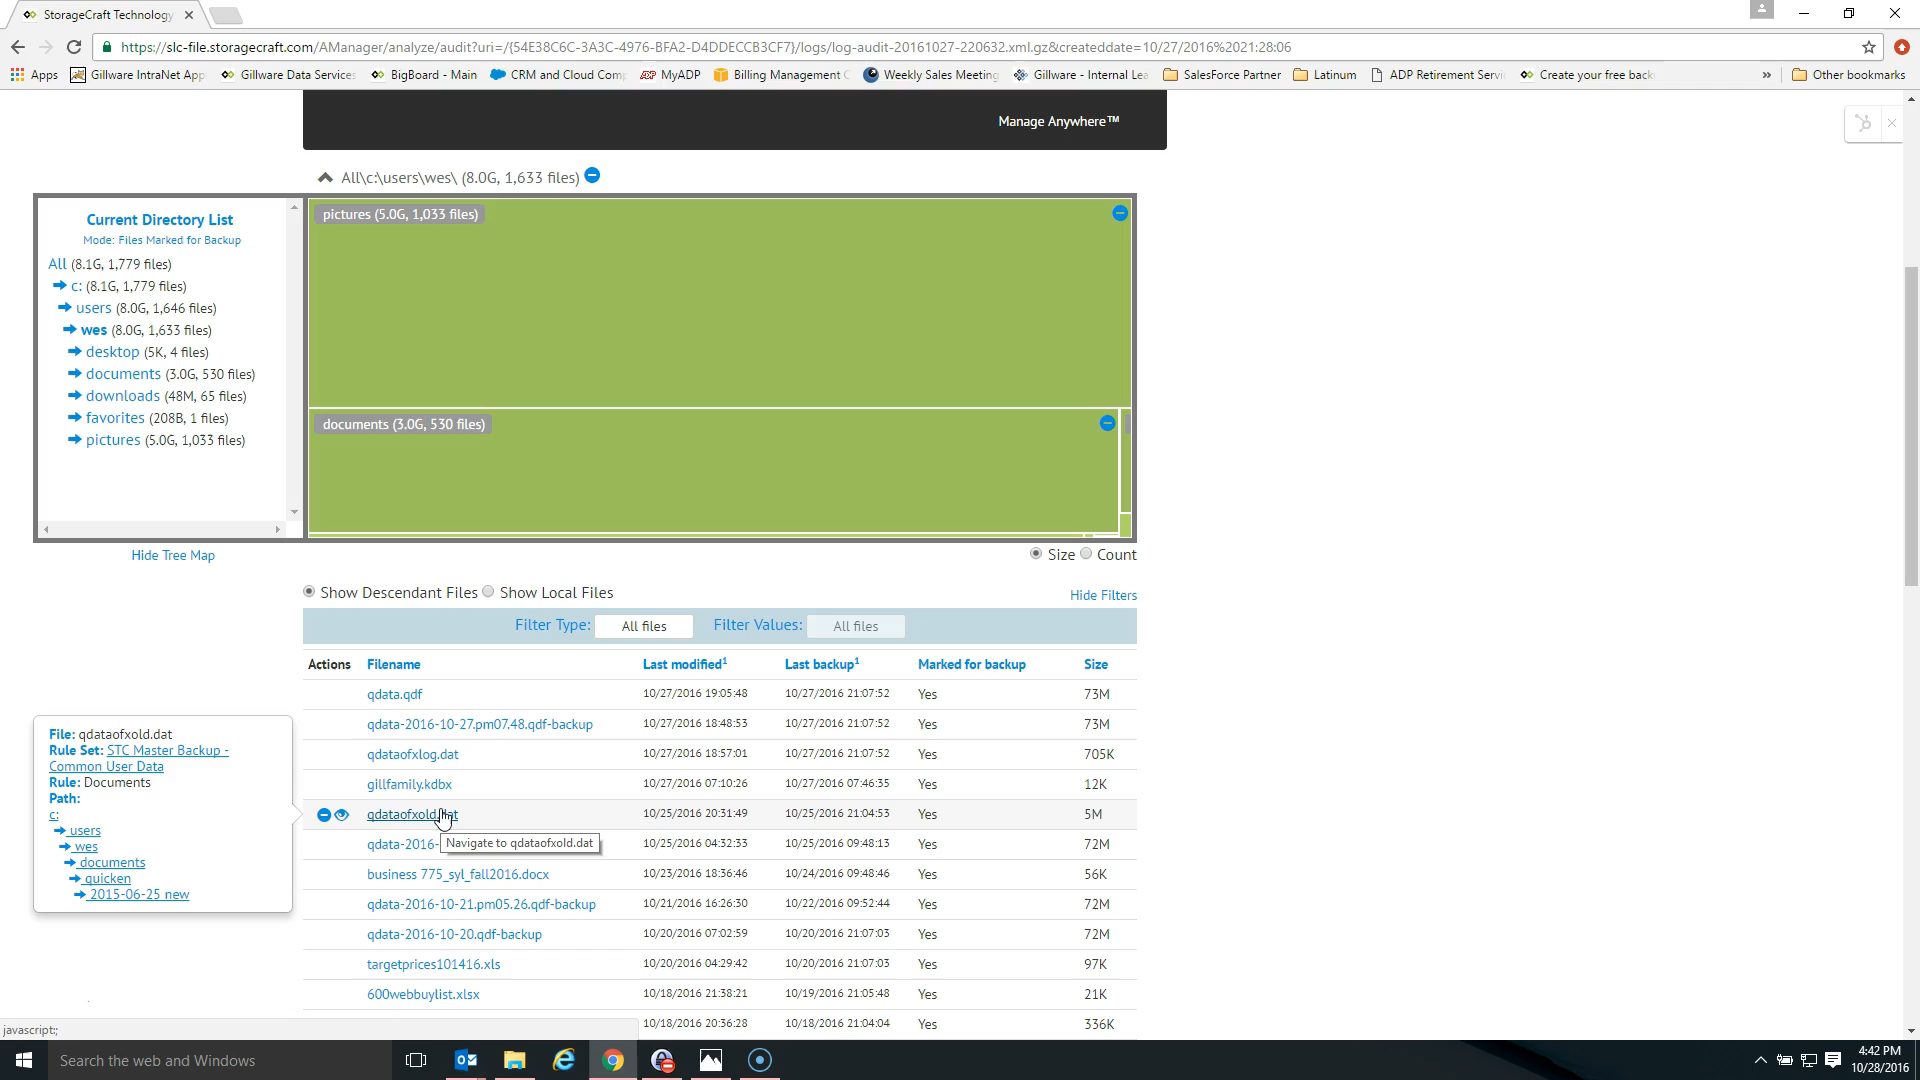 StorageCraft Technology
https://slc-file.storagecraft.com/AManager/analyze/audit?uri=/{54E38C6C-3A3C-4976-BFA2-D4DDECCB3CF7}/logs/log-audit-20161027-220632.xml.gz&createddate=10/27/2016%2021:28:06
Apps Gillware IntraNet App Gillware Data Services BigBoard - Main CRM and Cloud Com MyADP Billing Management Weekly Sales Meeting Gillware - Internal Lea SalesForce Partner Latinum ADP Retirement Servi Create your free back » Other bookmarks
Manage Anywhere™
All\c:\users\wes\ (8.0G, 1,633 files)
Current Directory List
Mode: Files Marked for Backup
All (8.1G, 1,779 files)
c: (8.1G, 1,779 files)
users (8.0G, 1,646 files)
wes (8.0G, 1,633 files)
desktop (5K, 4 files)
documents (3.0G, 530 files)
downloads (48M, 65 files)
favorites (208B, 1 files)
pictures (5.0G, 1,033 files)
pictures (5.0G, 1,033 files)
documents (3.0G, 530 files)
Hide Tree Map
Size Count
Show Descendant Files Show Local Files
Hide Filters
Filter Type: All files Filter Values: All files
Actions Filename Last modified1 Last backup1 Marked for backup Size
qdata.qdf 10/27/2016 19:05:48 10/27/2016 21:07:52 Yes 73M
qdata-2016-10-27.pm07.48.qdf-backup 10/27/2016 18:48:53 10/27/2016 21:07:52 Yes 73M
qdataofxlog.dat 10/27/2016 18:57:01 10/27/2016 21:07:52 Yes 705K
gillfamily.kdbx 10/27/2016 07:10:26 10/27/2016 07:46:35 Yes 12K
qdataofxold.dat 10/25/2016 20:31:49 10/25/2016 21:04:53 Yes 5M
qdata-2016- 10/25/2016 04:32:33 10/25/2016 09:48:13 Yes 72M
Navigate to qdataofxold.dat
business 775_syl_fall2016.docx 10/23/2016 18:36:46 10/24/2016 09:48:46 Yes 56K
qdata-2016-10-21.pm05.26.qdf-backup 10/21/2016 16:26:30 10/22/2016 09:52:44 Yes 72M
qdata-2016-10-20.qdf-backup 10/20/2016 07:02:59 10/20/2016 21:07:03 Yes 72M
targetprices101416.xls 10/20/2016 04:29:42 10/20/2016 21:07:03 Yes 97K
600webbuylist.xlsx 10/18/2016 21:38:21 10/19/2016 21:05:48 Yes 21K
10/18/2016 20:36:28 10/18/2016 21:04:04 Yes 336K
File: qdataofxold.dat
Rule Set: STC Master Backup -
Common User Data
Rule: Documents
Path:
c:
users
wes
documents
quicken
2015-06-25 new
javascript:;
Search the web and Windows
4:42 PM
10/28/2016